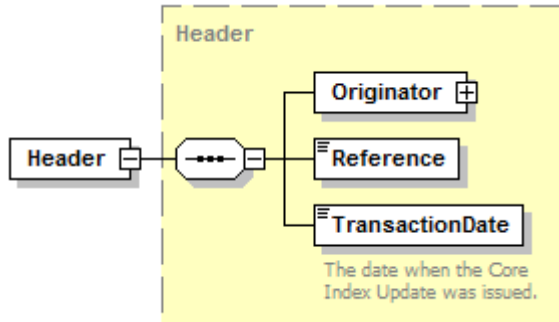 Header
Originator
Header
Reference
TransactionDate
The date when the Core
Index Update was issued.